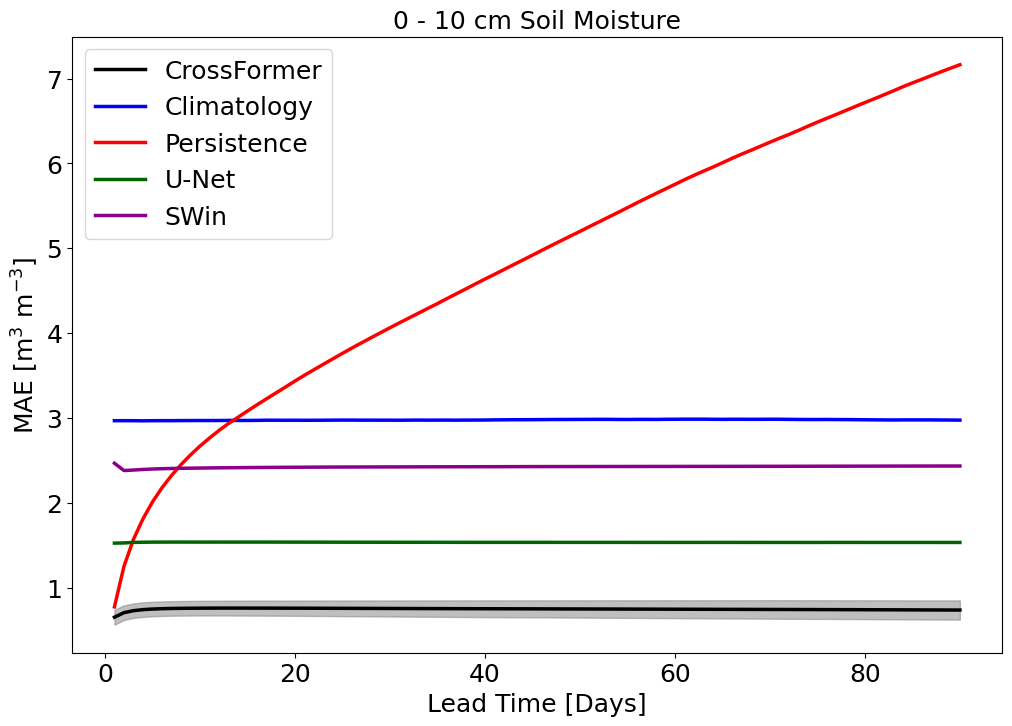 0 - 10 cm Soil Moisture
CrossFormer
Climatology
Persistence
U-Net
SWin
MAE [m³ m⁻³]
7
6
5
4
3
2
1
0 20 40 60 80
Lead Time [Days]